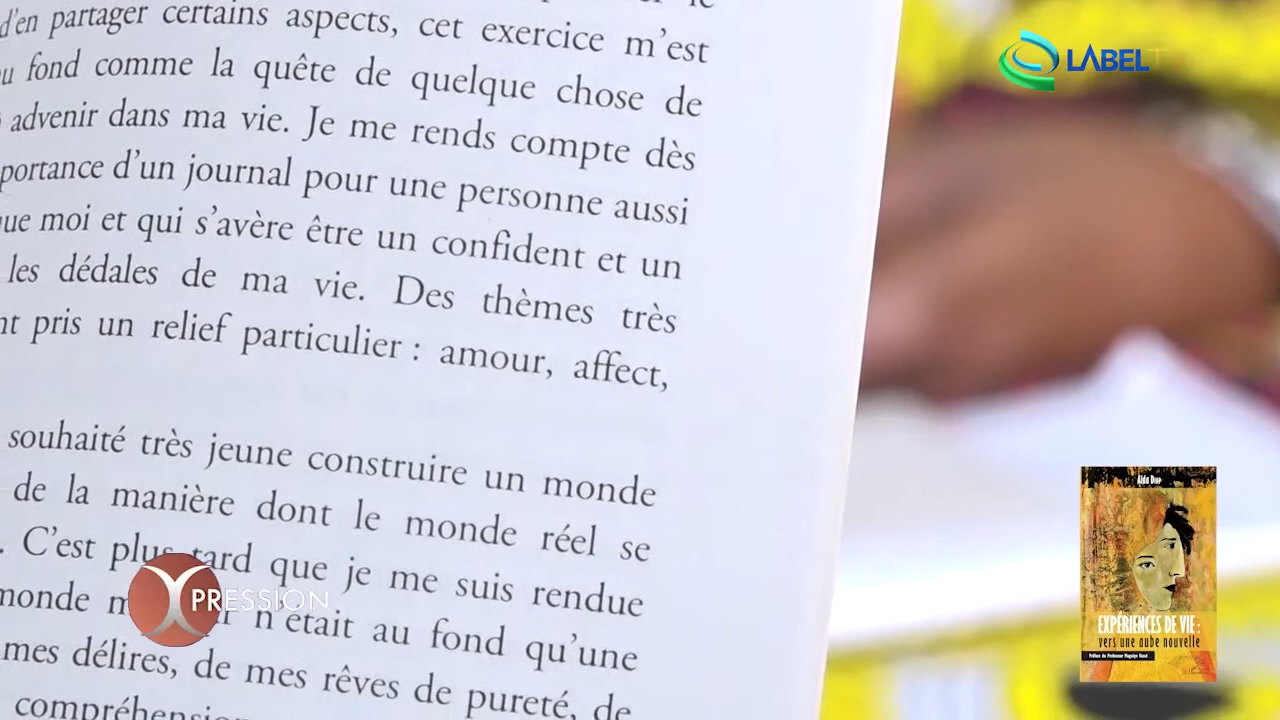 d'en partager certains aspects, cet exercice m'est
fond comme la quête de quelque chose de
advenir dans ma vie. Je me rends compte dès
portance d'un journal pour une personne aussi
que moi et qui s'avère être un confident et un
les dédales de ma vie. Des thèmes très
nt pris un relief particulier : amour, affect,
souhaité très jeune construire un monde
de la manière dont le monde réel se
. C'est plus tard que je me suis rendue
monde n'était au fond qu'une
mes délires, de mes rêves de pureté, de
LABEL
XPRESSION
Aïda Diop
EXPÉRIENCES DE VIE :
vers une aube nouvelle